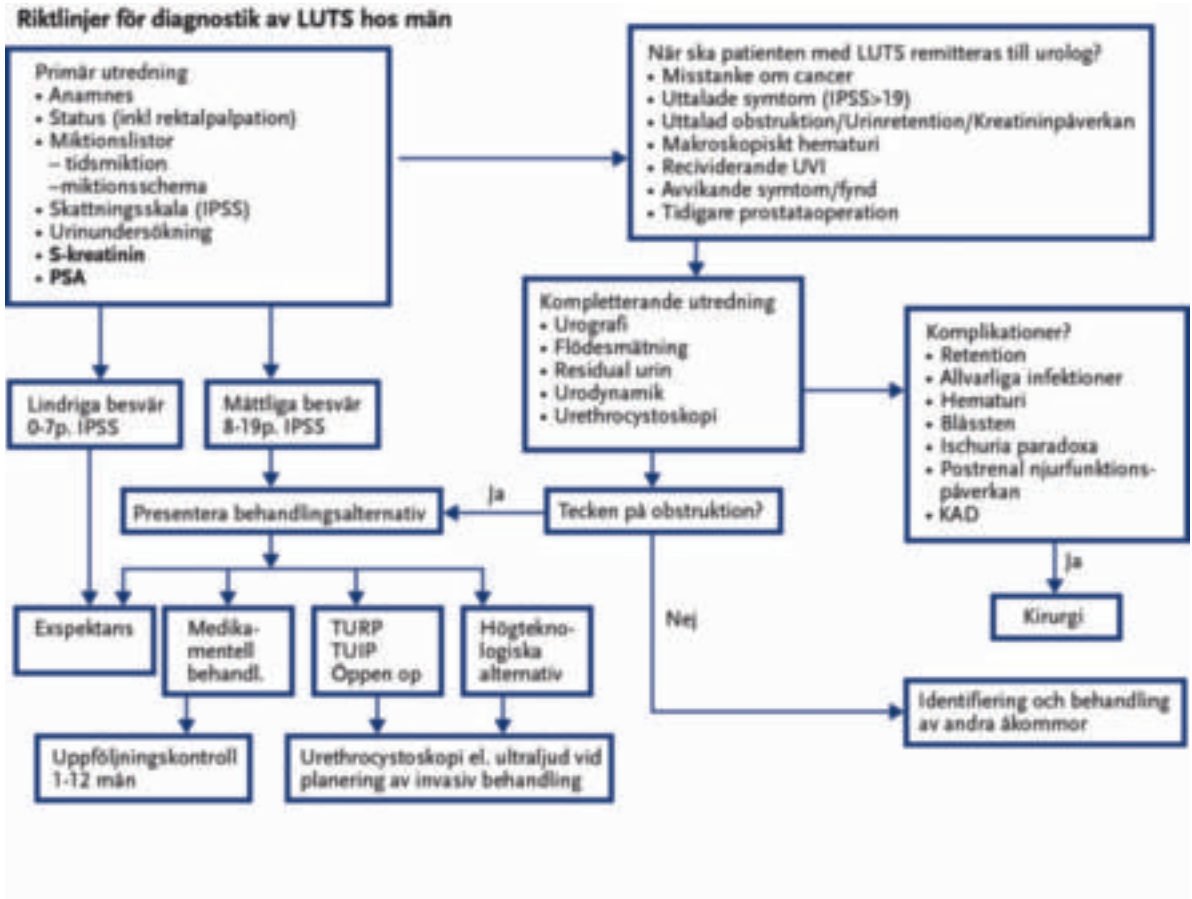 Riktlinjer för diagnostik av LUTS hos män
Primär utredning
• Anamnes
• Status (inkl rektalpalpation)
• Miktionslistor
– tidsmiktion
–miktionsschema
• Skattningsskala (IPSS)
• Urinundersökning
• S-kreatinin
• PSA
När ska patienten med LUTS remitteras till urolog?
• Misstanke om cancer
• Uttalade symtom (IPSS>19)
• Uttalad obstruktion/Urinretention/Kreatininpåverkan
• Makroskopiskt hematuri
• Recividerande UVI
• Avvikande symtom/fynd
• Tidigare prostataoperation
Kompletterande utredning
• Urografi
• Flödesmätning
• Residual urin
• Urodynamik
• Urethrocystoskopi
Komplikationer?
• Retention
• Allvarliga infektioner
• Hematuri
• Blåssten
• Ischuria paradoxa
• Postrenal njurfunktions-
påverkan
• KAD
Lindriga besvär
0-7p. IPSS
Måttliga besvär
8-19p. IPSS
Presentera behandlingsalternativ
Ja
Tecken på obstruktion?
Ja
Kirurgi
Nej
Exspektans
Medika-
mentell
behandl.
TURP
TUIP
Öppen op
Högtekno-
logiska
alternativ
Identifiering och behandling
av andra åkommor
Uppföljningskontroll
1-12 mån
Urethrocystoskopi el. ultraljud vid
planering av invasiv behandling